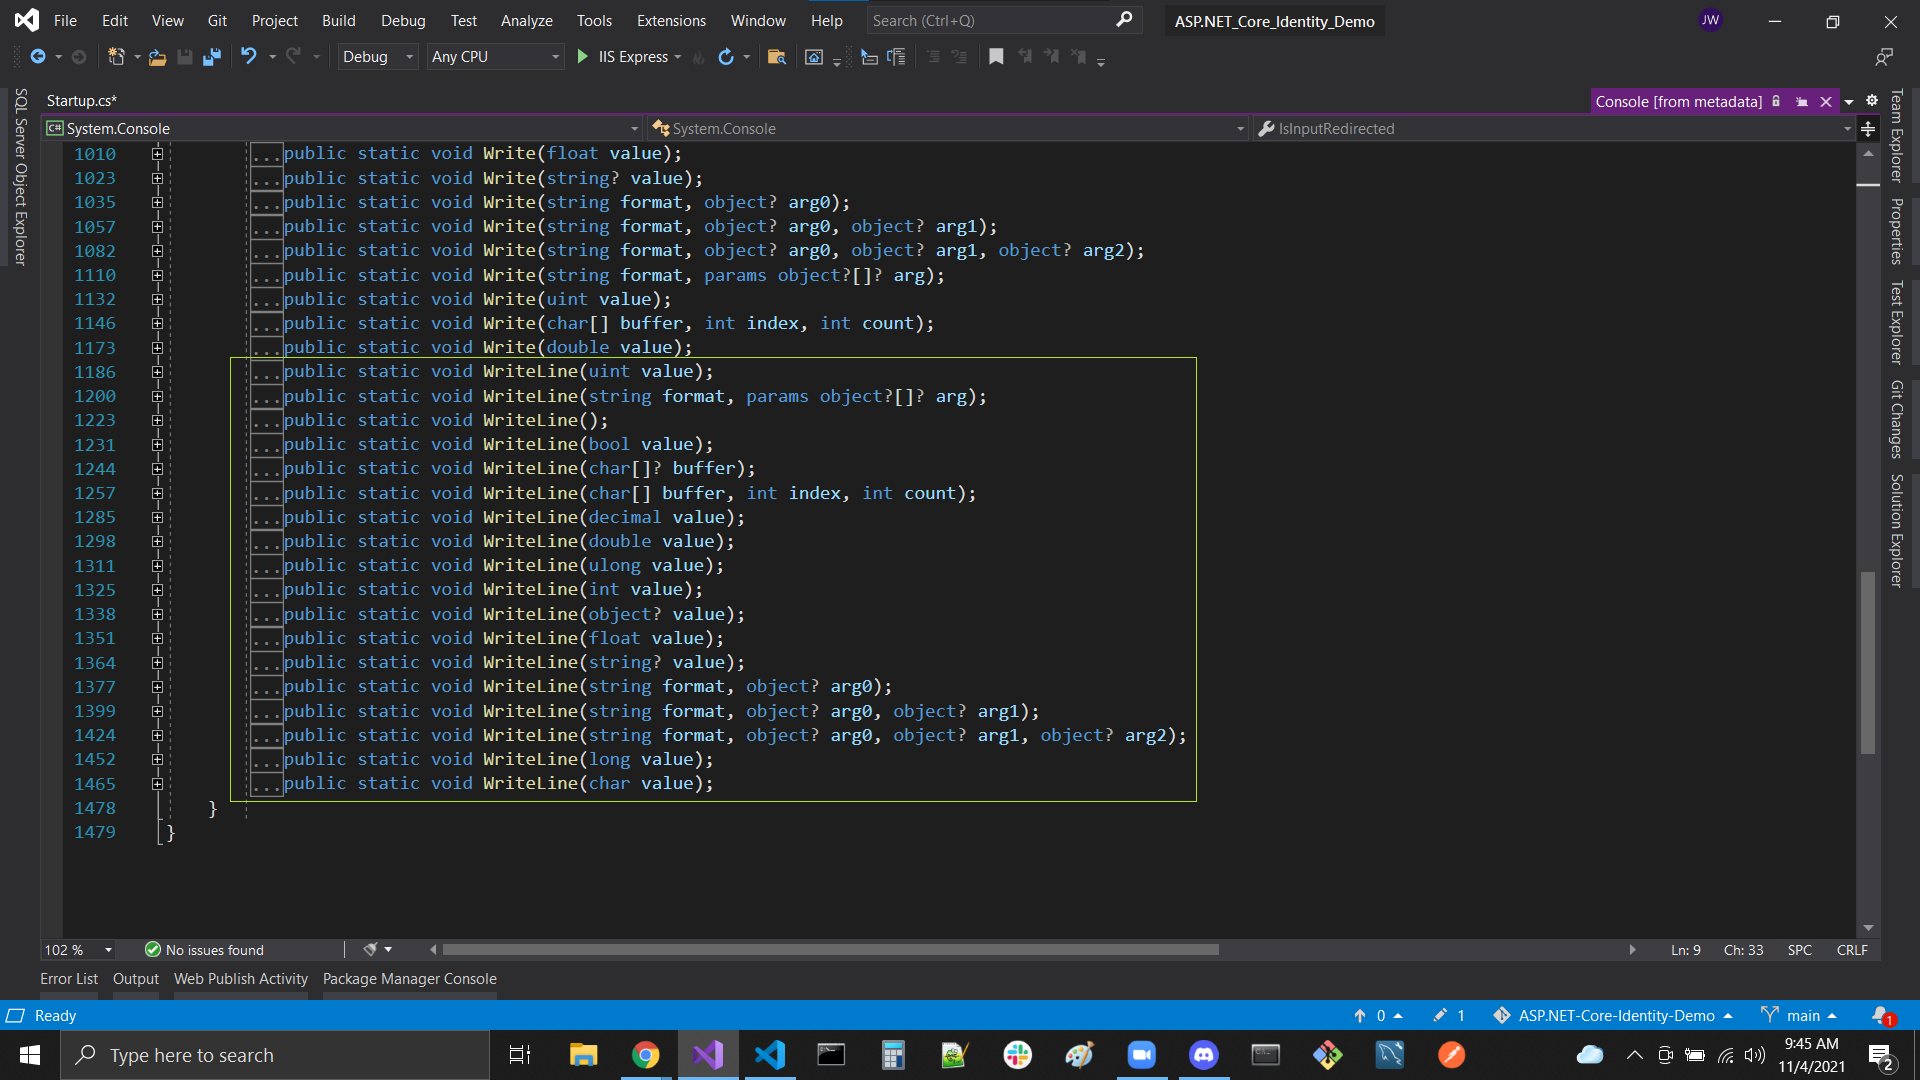 File Edit View Git Project Build Debug Test Analyze Tools Extensions Window Help Search (Ctrl+Q) ASP.NET_Core_Identity_Demo JW
Debug Any CPU IIS Express
Startup.cs* Console [from metadata]
C# System.Console System.Console IsInputRedirected
1010 ...public static void Write(float value);
1023 ...public static void Write(string? value);
1035 ...public static void Write(string format, object? arg0);
1057 ...public static void Write(string format, object? arg0, object? arg1);
1082 ...public static void Write(string format, object? arg0, object? arg1, object? arg2);
1110 ...public static void Write(string format, params object?[]? arg);
1132 ...public static void Write(uint value);
1146 ...public static void Write(char[] buffer, int index, int count);
1173 ...public static void Write(double value);
1186 ...public static void WriteLine(uint value);
1200 ...public static void WriteLine(string format, params object?[]? arg);
1223 ...public static void WriteLine();
1231 ...public static void WriteLine(bool value);
1244 ...public static void WriteLine(char[]? buffer);
1257 ...public static void WriteLine(char[] buffer, int index, int count);
1285 ...public static void WriteLine(decimal value);
1298 ...public static void WriteLine(double value);
1311 ...public static void WriteLine(ulong value);
1325 ...public static void WriteLine(int value);
1338 ...public static void WriteLine(object? value);
1351 ...public static void WriteLine(float value);
1364 ...public static void WriteLine(string? value);
1377 ...public static void WriteLine(string format, object? arg0);
1399 ...public static void WriteLine(string format, object? arg0, object? arg1);
1424 ...public static void WriteLine(string format, object? arg0, object? arg1, object? arg2);
1452 ...public static void WriteLine(long value);
1465 ...public static void WriteLine(char value);
1478 }
1479 }
SQL Server Object Explorer
Team Explorer
Properties
Test Explorer
Git Changes
Solution Explorer
102 % No issues found Ln: 9 Ch: 33 SPC CRLF
Error List Output Web Publish Activity Package Manager Console
Ready 0 1 ASP.NET-Core-Identity-Demo main 1
Type here to search 9:45 AM
11/4/2021 2